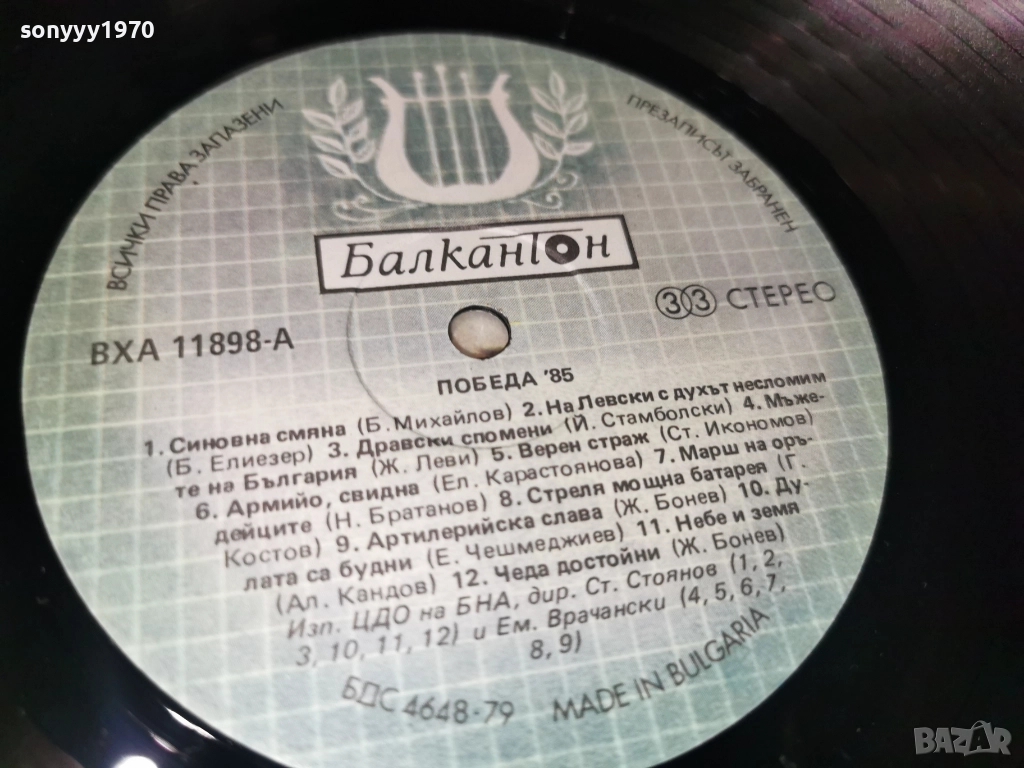 sonyyy1970
ВСИЧКИ ПРАВА ЗАПАЗЕНИ
ПРЕЗАПИСЪТ ЗАБРАНЕН
Балкантон
33 СТЕРЕО
ВХА 11898-А
ПОБЕДА '85
1. Синовна смяна (Б. Михайлов) 2. На Левски с духът несломим
(Б. Елиезер) 3. Дравски спомени (Й. Стамболски) 4. Мъже-
те на България (Ж. Леви) 5. Верен страж (Ст. Икономов)
6. Армийо, свидна (Ел. Карастоянова) 7. Марш на оръ-
дейците (Н. Братанов) 8. Стреля мощна батарея (Г.
Костов) 9. Артилерийска слава (Ж. Бонев) 10. Ду-
лата са будни (Е. Чешмеджиев) 11. Небе и земя
(Ал. Кандов) 12. Чеда достойни (Ж. Бонев)
Изп. ЦДО на БНА, дир. Ст. Стоянов (1, 2,
3, 10, 11, 12) и Ем. Врачански (4, 5, 6, 7,
8, 9)
БДС 4648-79 MADE IN BULGARIA
BAZAR